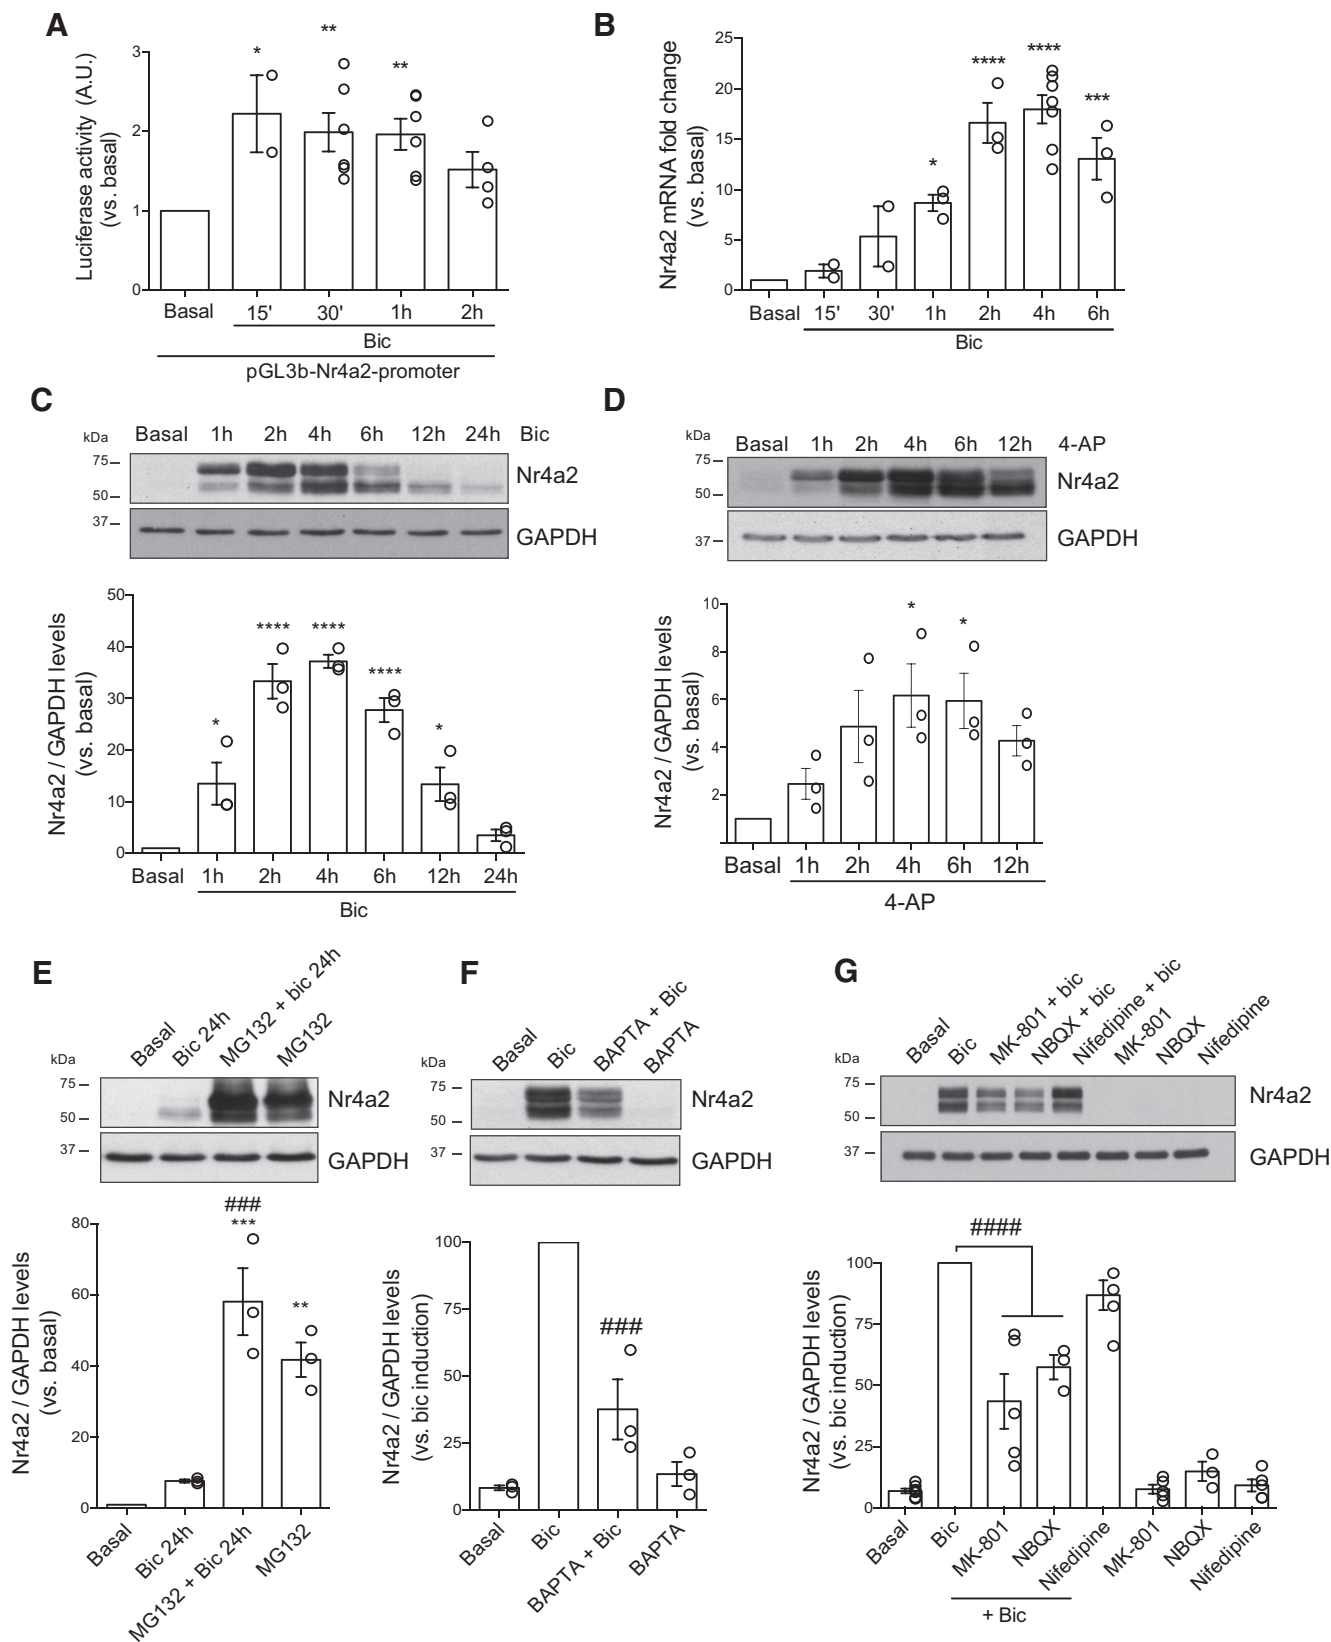 A
Luciferase activity (A.U.)
(vs. basal)
3
2
1
0
*
**
**
Basal
15'
30'
1h
2h
Bic
pGL3b-Nr4a2-promoter
B
Nr4a2 mRNA fold change
(vs. basal)
25
20
15
10
5
0
*
****
****
***
Basal
15'
30'
1h
2h
4h
6h
Bic
C
kDa
Basal 1h 2h 4h 6h 12h 24h Bic
75
50
37
Nr4a2
GAPDH
Nr4a2 / GAPDH levels
(vs. basal)
50
40
30
20
10
0
*
****
****
****
*
Basal
1h
2h
4h
6h
12h
24h
Bic
D
kDa
Basal 1h 2h 4h 6h 12h 4-AP
75
50
37
Nr4a2
GAPDH
Nr4a2 / GAPDH levels
(vs. basal)
10
8
6
4
2
*
*
Basal
1h
2h
4h
6h
12h
4-AP
E
kDa
Basal
Bic 24h
MG132 + bic 24h
MG132
75
50
37
Nr4a2
GAPDH
Nr4a2 / GAPDH levels
(vs. basal)
80
60
40
20
0
###
***
**
Basal
Bic 24h
MG132 + Bic 24h
MG132
F
kDa
Basal
Bic
BAPTA + Bic
BAPTA
75
50
37
Nr4a2
GAPDH
Nr4a2 / GAPDH levels
(vs. bic induction)
100
75
50
25
0
###
Basal
Bic
BAPTA + Bic
BAPTA
G
kDa
Basal
Bic
MK-801 + bic
NBQX + bic
Nifedipine + bic
MK-801
NBQX
Nifedipine
75
50
37
Nr4a2
GAPDH
Nr4a2 / GAPDH levels
(vs. bic induction)
100
75
50
25
0
####
Basal
Bic
MK-801
NBQX
Nifedipine
MK-801
NBQX
Nifedipine
+ Bic